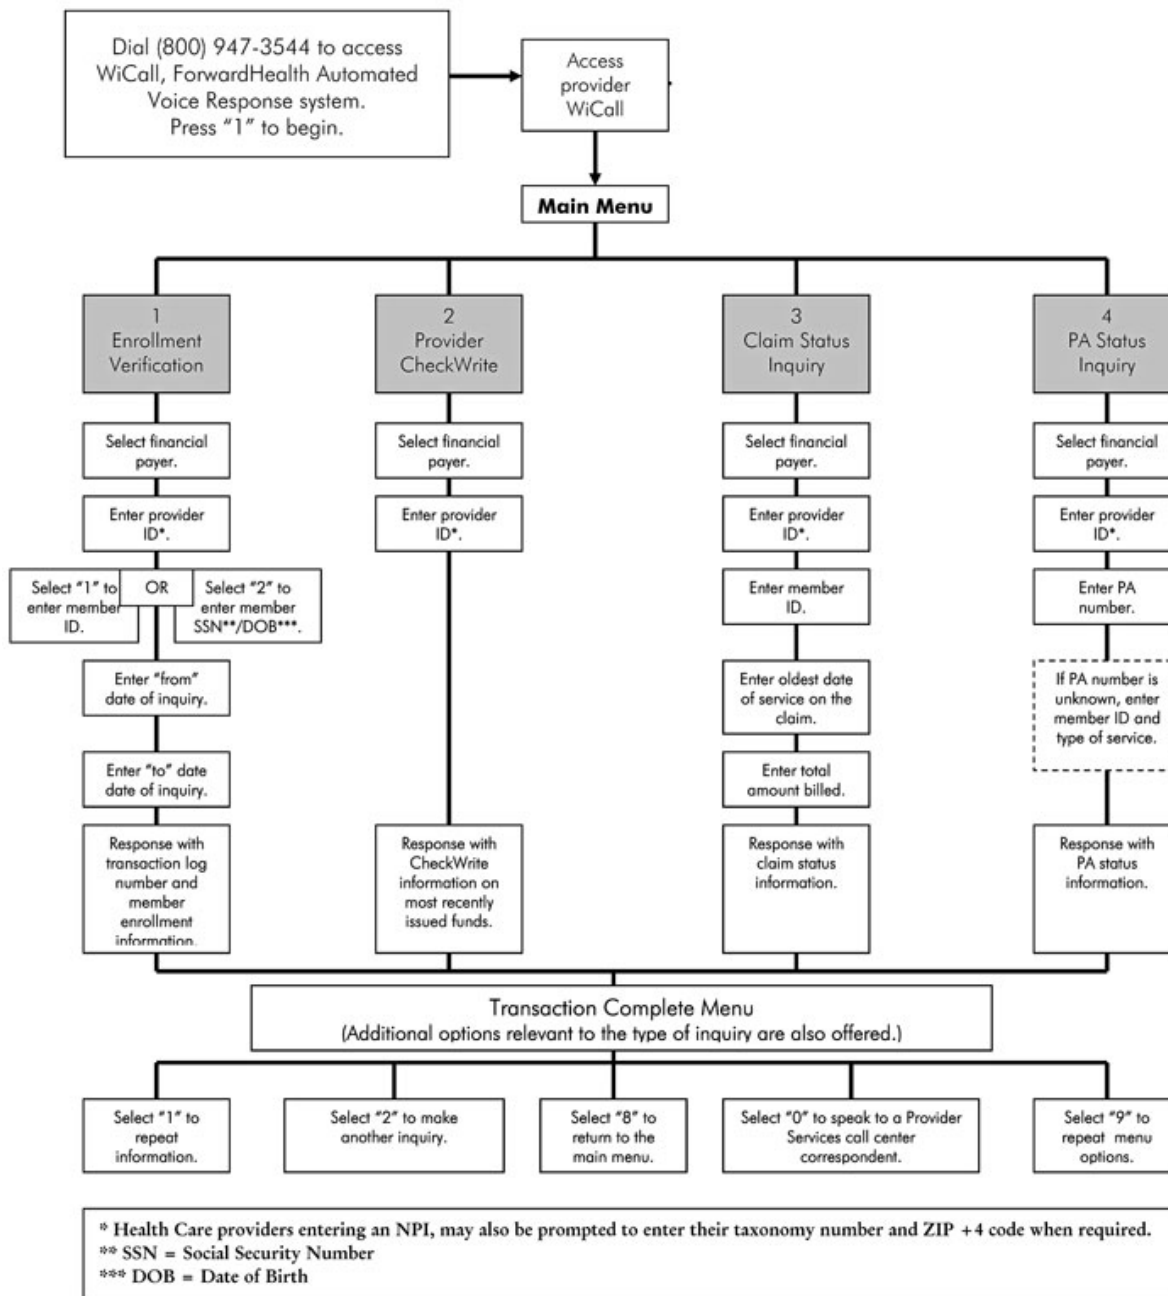 Dial (800) 947-3544 to access
WiCall, ForwardHealth Automated
Voice Response system.
Press "1" to begin.
Access
provider
WiCall
Main Menu
1
Enrollment
Verification
2
Provider
CheckWrite
3
Claim Status
Inquiry
4
PA Status
Inquiry
Select financial
payer.
Select financial
payer.
Select financial
payer.
Select financial
payer.
Enter provider
ID*.
Enter provider
ID*.
Enter provider
ID*.
Enter provider
ID*.
Select "1" to
enter member
ID.
OR
Select "2" to
enter member
SSN**/DOB***.
Enter member
ID.
Enter PA
number.
Enter "from"
date of inquiry.
Enter oldest date
of service on the
claim.
If PA number is
unknown, enter
member ID and
type of service.
Enter "to" date
date of inquiry.
Enter total
amount billed.
Response with
transaction log
number and
member
enrollment
information.
Response with
CheckWrite
information on
most recently
issued funds.
Response with
claim status
information.
Response with
PA status
information.
Transaction Complete Menu
(Additional options relevant to the type of inquiry are also offered.)
Select "1" to
repeat
information.
Select "2" to make
another inquiry.
Select "8" to
return to the
main menu.
Select "0" to speak to a Provider
Services call center
correspondent.
Select "9" to
repeat menu
options.
* Health Care providers entering an NPI, may also be prompted to enter their taxonomy number and ZIP +4 code when required.
** SSN = Social Security Number
*** DOB = Date of Birth